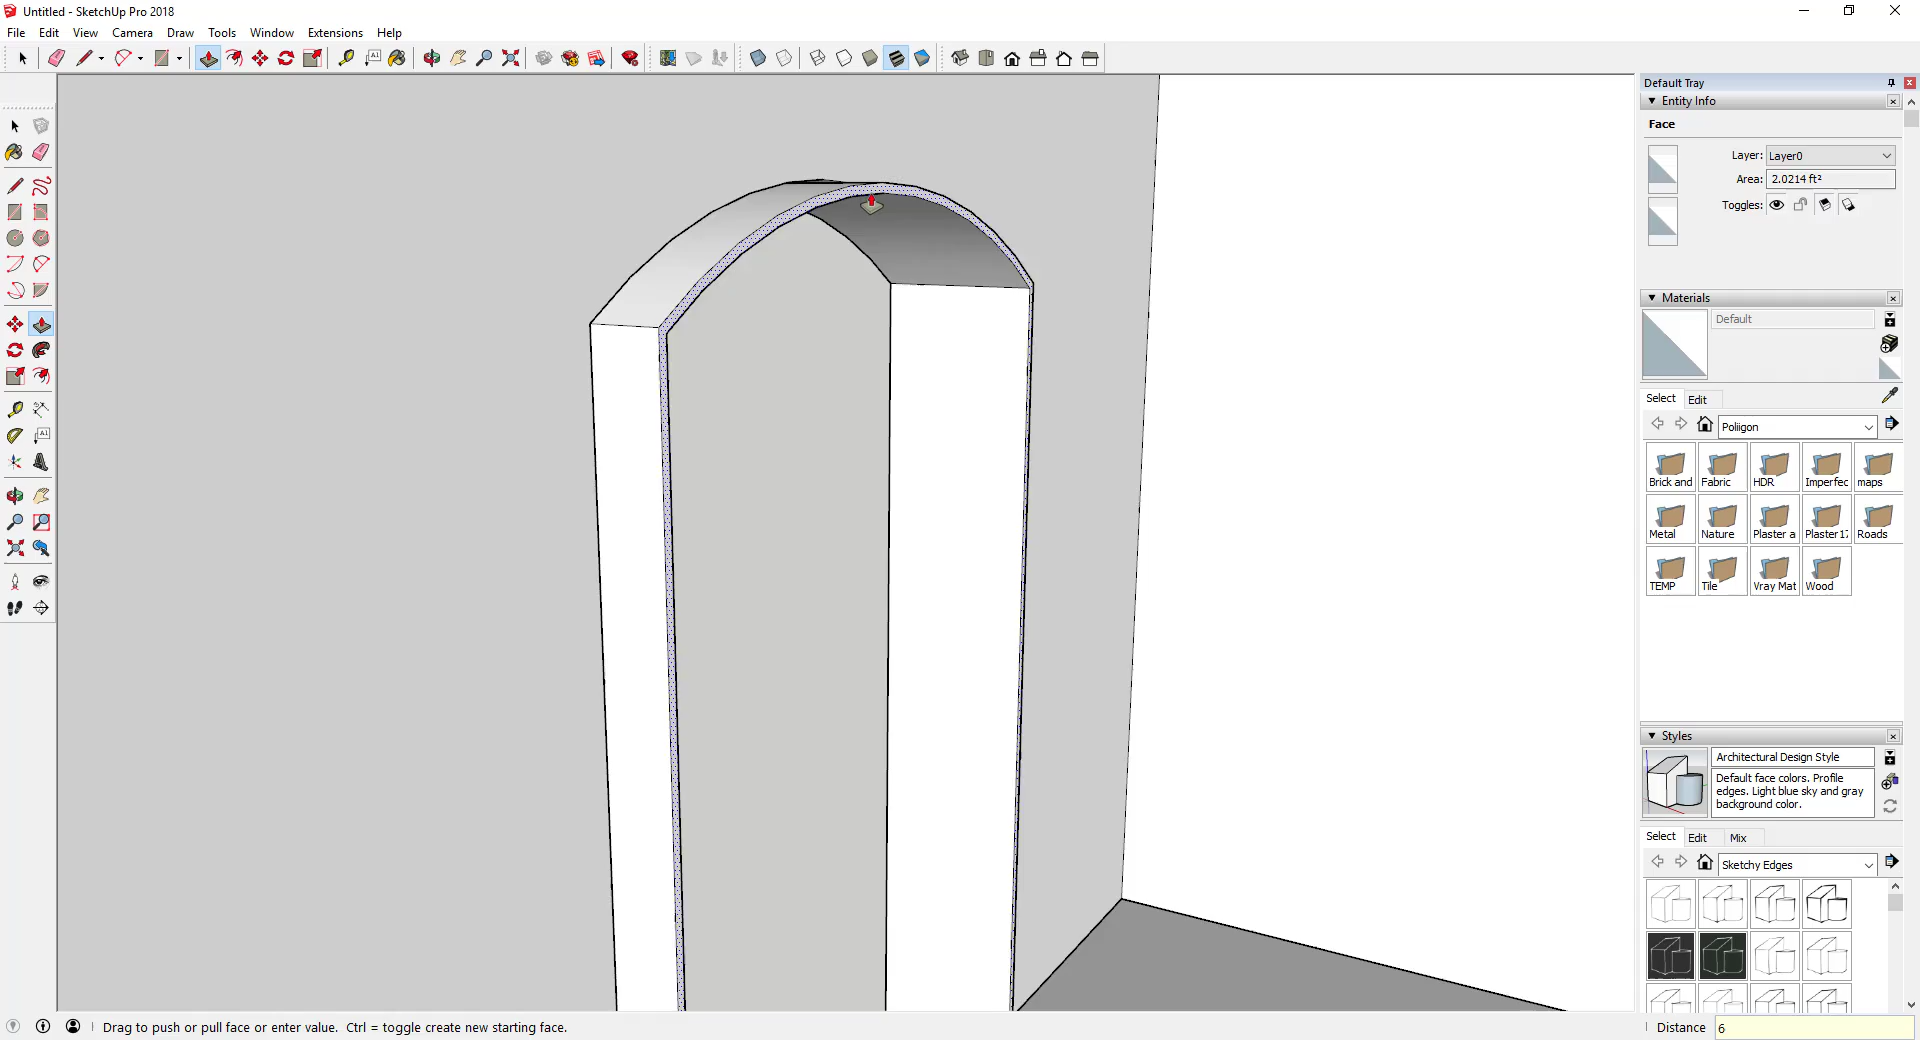 Untitled - SketchUp Pro 2018
File Edit View Camera Draw Tools Window Extensions Help
Default Tray
Entity Info
Face
Layer: Layer0
Area: 2.0214 ft²
Toggles:
Materials
Default
Select Edit
Poliigon
Brick and Fabric HDR Imperfec maps
Metal Nature Plaster a Plaster17 Roads
TEMP Tile Vray Mat Wood
Styles
Architectural Design Style
Default face colors. Profile
edges. Light blue sky and gray
background color.
Select Edit Mix
Sketchy Edges
Drag to push or pull face or enter value. Ctrl = toggle create new starting face.
Distance 6